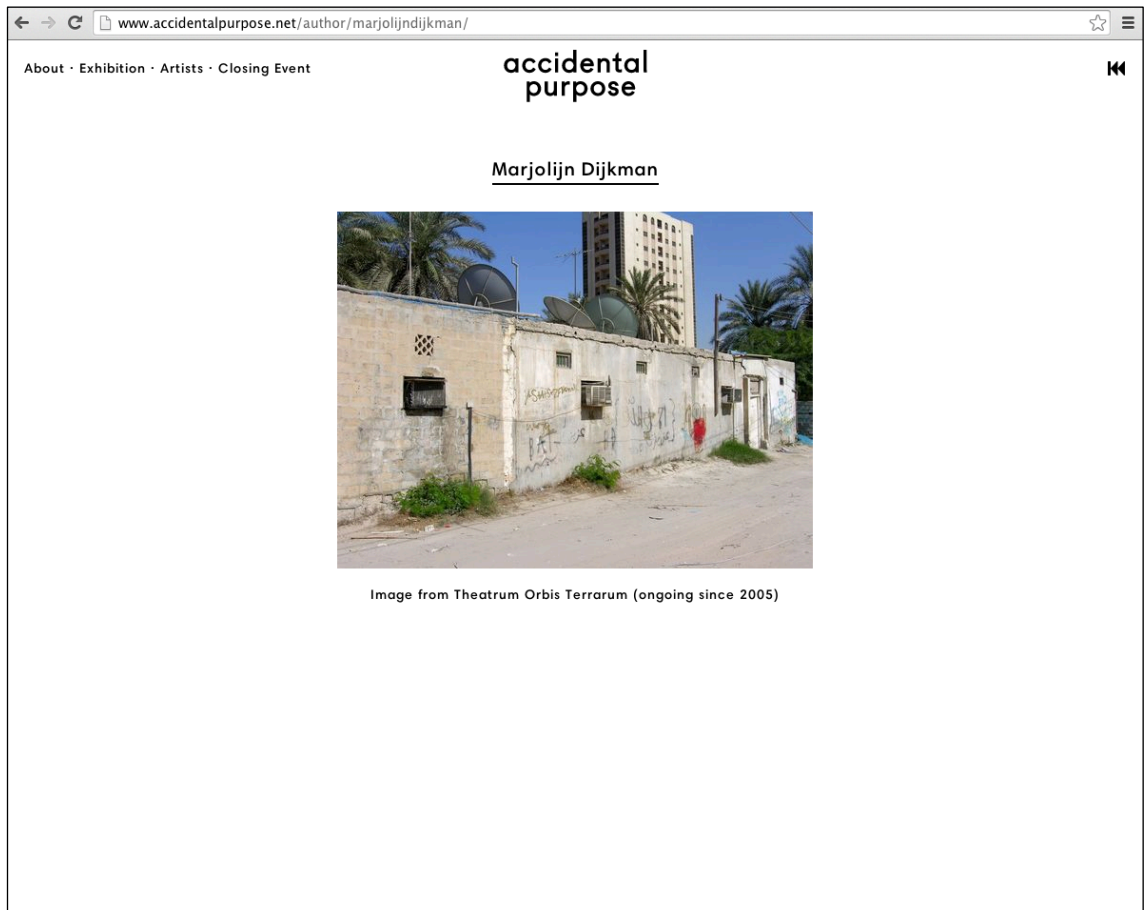 www.accidentalpurpose.net/author/marjolijndijkman/
About · Exhibition · Artists · Closing Event
accidental
purpose
Marjolijn Dijkman
Image from Theatrum Orbis Terrarum (ongoing since 2005)